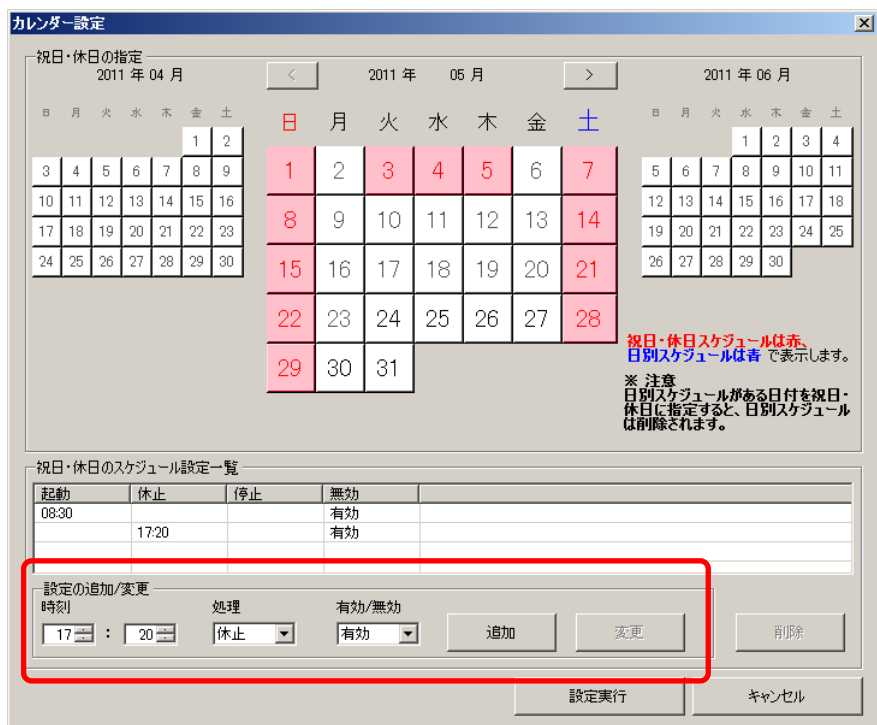 カレンダー設定
祝日・休日の指定
2011 年 04 月
日 月 火 水 木 金 土
1 2
3 4 5 6 7 8 9
10 11 12 13 14 15 16
17 18 19 20 21 22 23
24 25 26 27 28 29 30
< 2011 年 05 月 >
日 月 火 水 木 金 土
1 2 3 4 5 6 7
8 9 10 11 12 13 14
15 16 17 18 19 20 21
22 23 24 25 26 27 28
29 30 31
2011 年 06 月
日 月 火 水 木 金 土
1 2 3 4
5 6 7 8 9 10 11
12 13 14 15 16 17 18
19 20 21 22 23 24 25
26 27 28 29 30
祝日・休日スケジュールは赤、
日別スケジュールは青 で表示します。
※ 注意
日別スケジュールがある日付を祝日・
休日に指定すると、日別スケジュール
は削除されます。
祝日・休日のスケジュール設定一覧
起動 休止 停止 無効
08:30 有効
17:20 有効
設定の追加/変更
時刻 処理 有効/無効
17 : 20 休止 有効 追加 変更 削除
設定実行 キャンセル